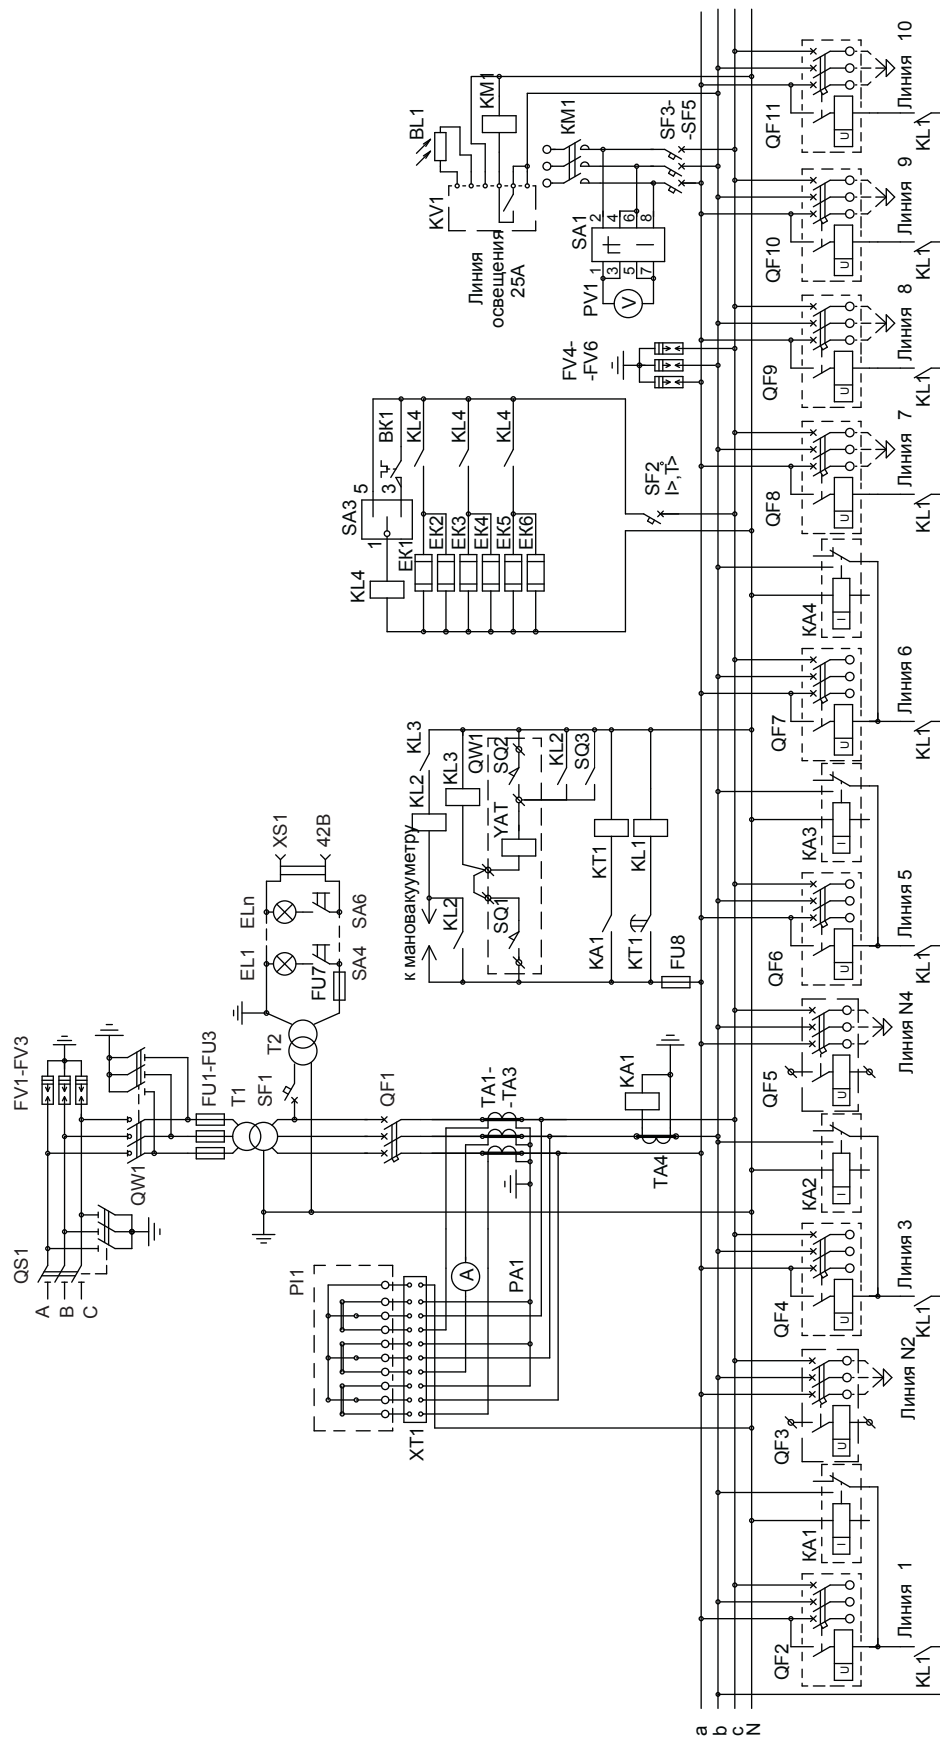 A
B
C
QS1
FV1-FV3
QW1
FU1-FU3
T1
SF1
T2
EL1
ELn
FU7
SA4
SA6
XS1
42В
QF1
TA1-
-TA3
KA1
TA4
PI1
XT1
A
PA1
к мановакууметру
KL2
KL3
KL2
KL3
QW1
SQ1
YAT
SQ2
KL2
SQ3
KA1
KT1
KT1
KL1
FU8
SA3
1
5
3
BK1
KL4
EK1
EK2
EK3
EK4
EK5
EK6
KL4
KL4
KL4
SF2
I>,T°>
FV4-
-FV6
Линия
освещения
25А
KV1
BL1
KM1
KM1
SA1
PV1
V
1
3
5
7
2
4
6
8
SF3-
-SF5
a
b
c
N
QF2
U
KL1
Линия 1
KA1
I
QF3
U
Линия N2
QF4
U
KL1
Линия 3
KA2
I
QF5
U
Линия N4
QF6
U
KL1
Линия 5
KA3
I
QF7
U
KL1
Линия 6
KA4
I
QF8
U
KL1
Линия 7
QF9
U
KL1
Линия 8
QF10
U
KL1
Линия 9
QF11
U
KL1
Линия 10